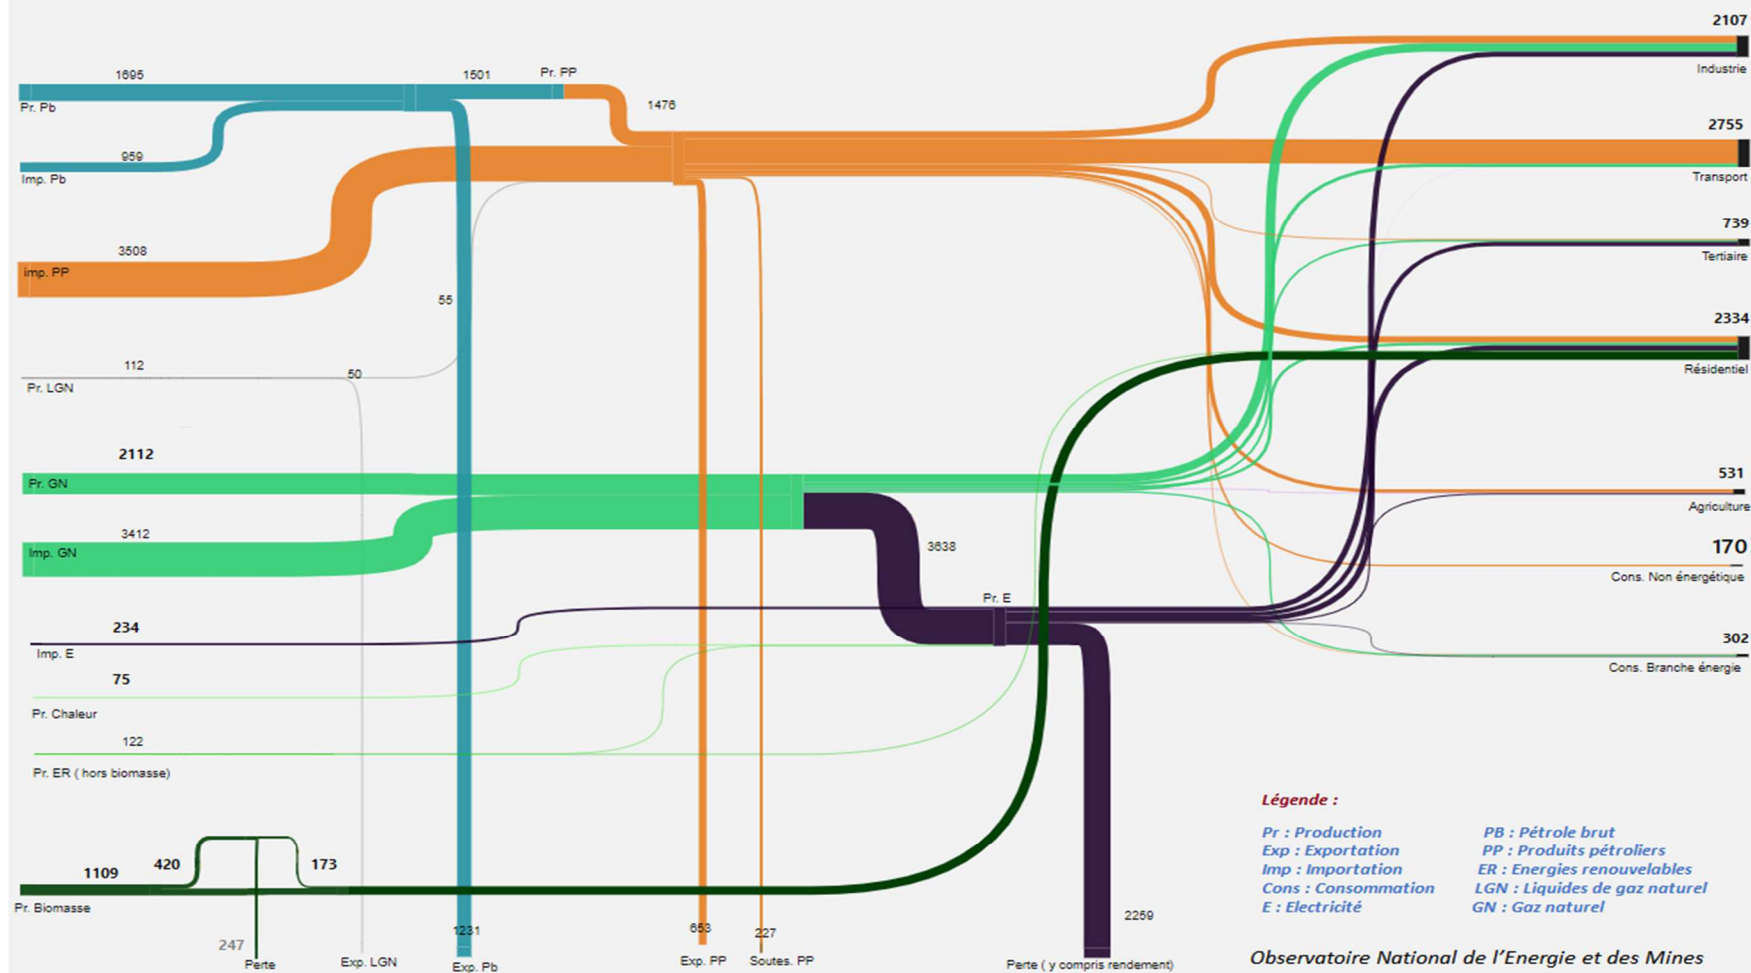 2107
Industrie
1695
1501
Pr. PP
Pr. Pb
1476
2755
959
Imp. Pb
Transport
739
3508
imp. PP
Tertiaire
55
2334
112
50
Pr. LGN
Résidentiel
2112
Pr. GN
531
Agriculture
3412
Imp. GN
3638
170
Cons. Non énergétique
Pr. E
234
Imp. E
302
Cons. Branche énergie
75
Pr. Chaleur
122
Pr. ER ( hors biomasse)
Légende :
Pr : Production PB : Pétrole brut
Exp : Exportation PP : Produits pétroliers
Imp : Importation ER : Energies renouvelables
Cons : Consommation LGN : Liquides de gaz naturel
E : Electricité GN : Gaz naturel
1109
420
173
Pr. Biomasse
247
Perte
Exp. LGN
1231
Exp. Pb
653
Exp. PP
227
Soutes. PP
2259
Perte ( y compris rendement)
Observatoire National de l’Energie et des Mines